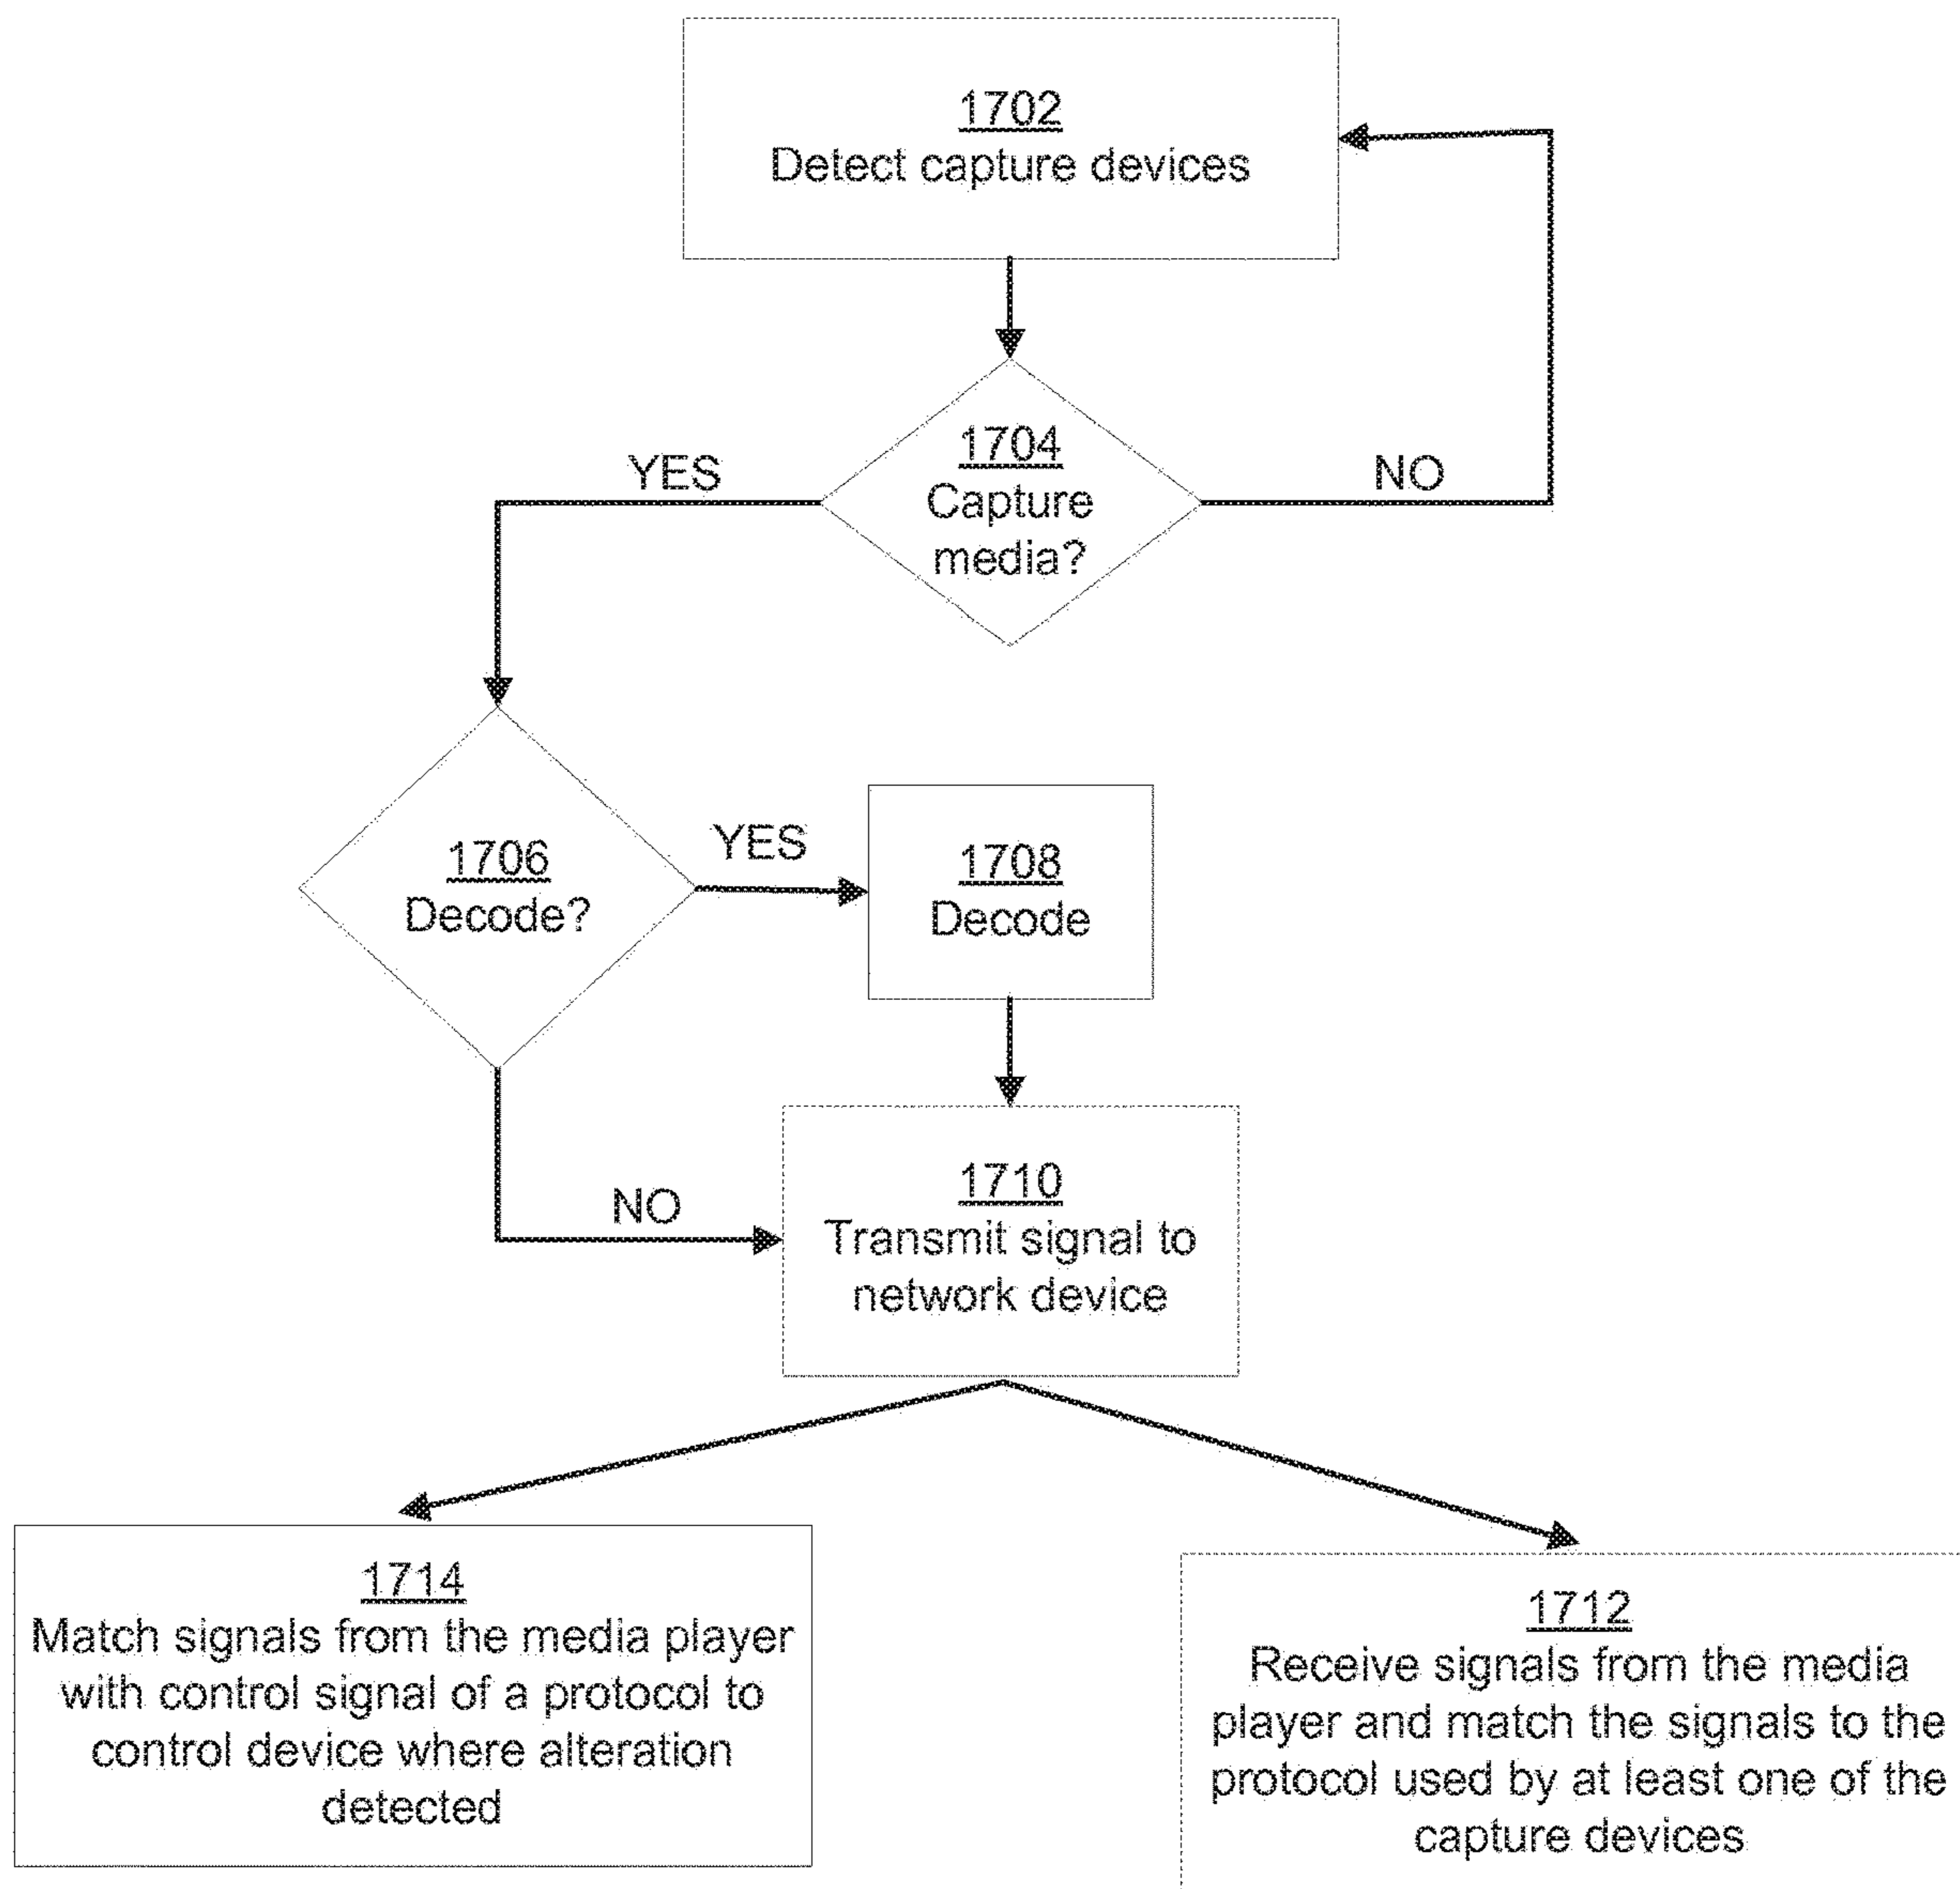 1702
Detect capture devices
1704
Capture
media?
YES
NO
1706
Decode?
YES
1708
Decode
NO
1710
Transmit signal to
network device
1714
Match signals from the media player
with control signal of a protocol to
control device where alteration
detected
1712
Receive signals from the media
player and match the signals to the
protocol used by at least one of the
capture devices